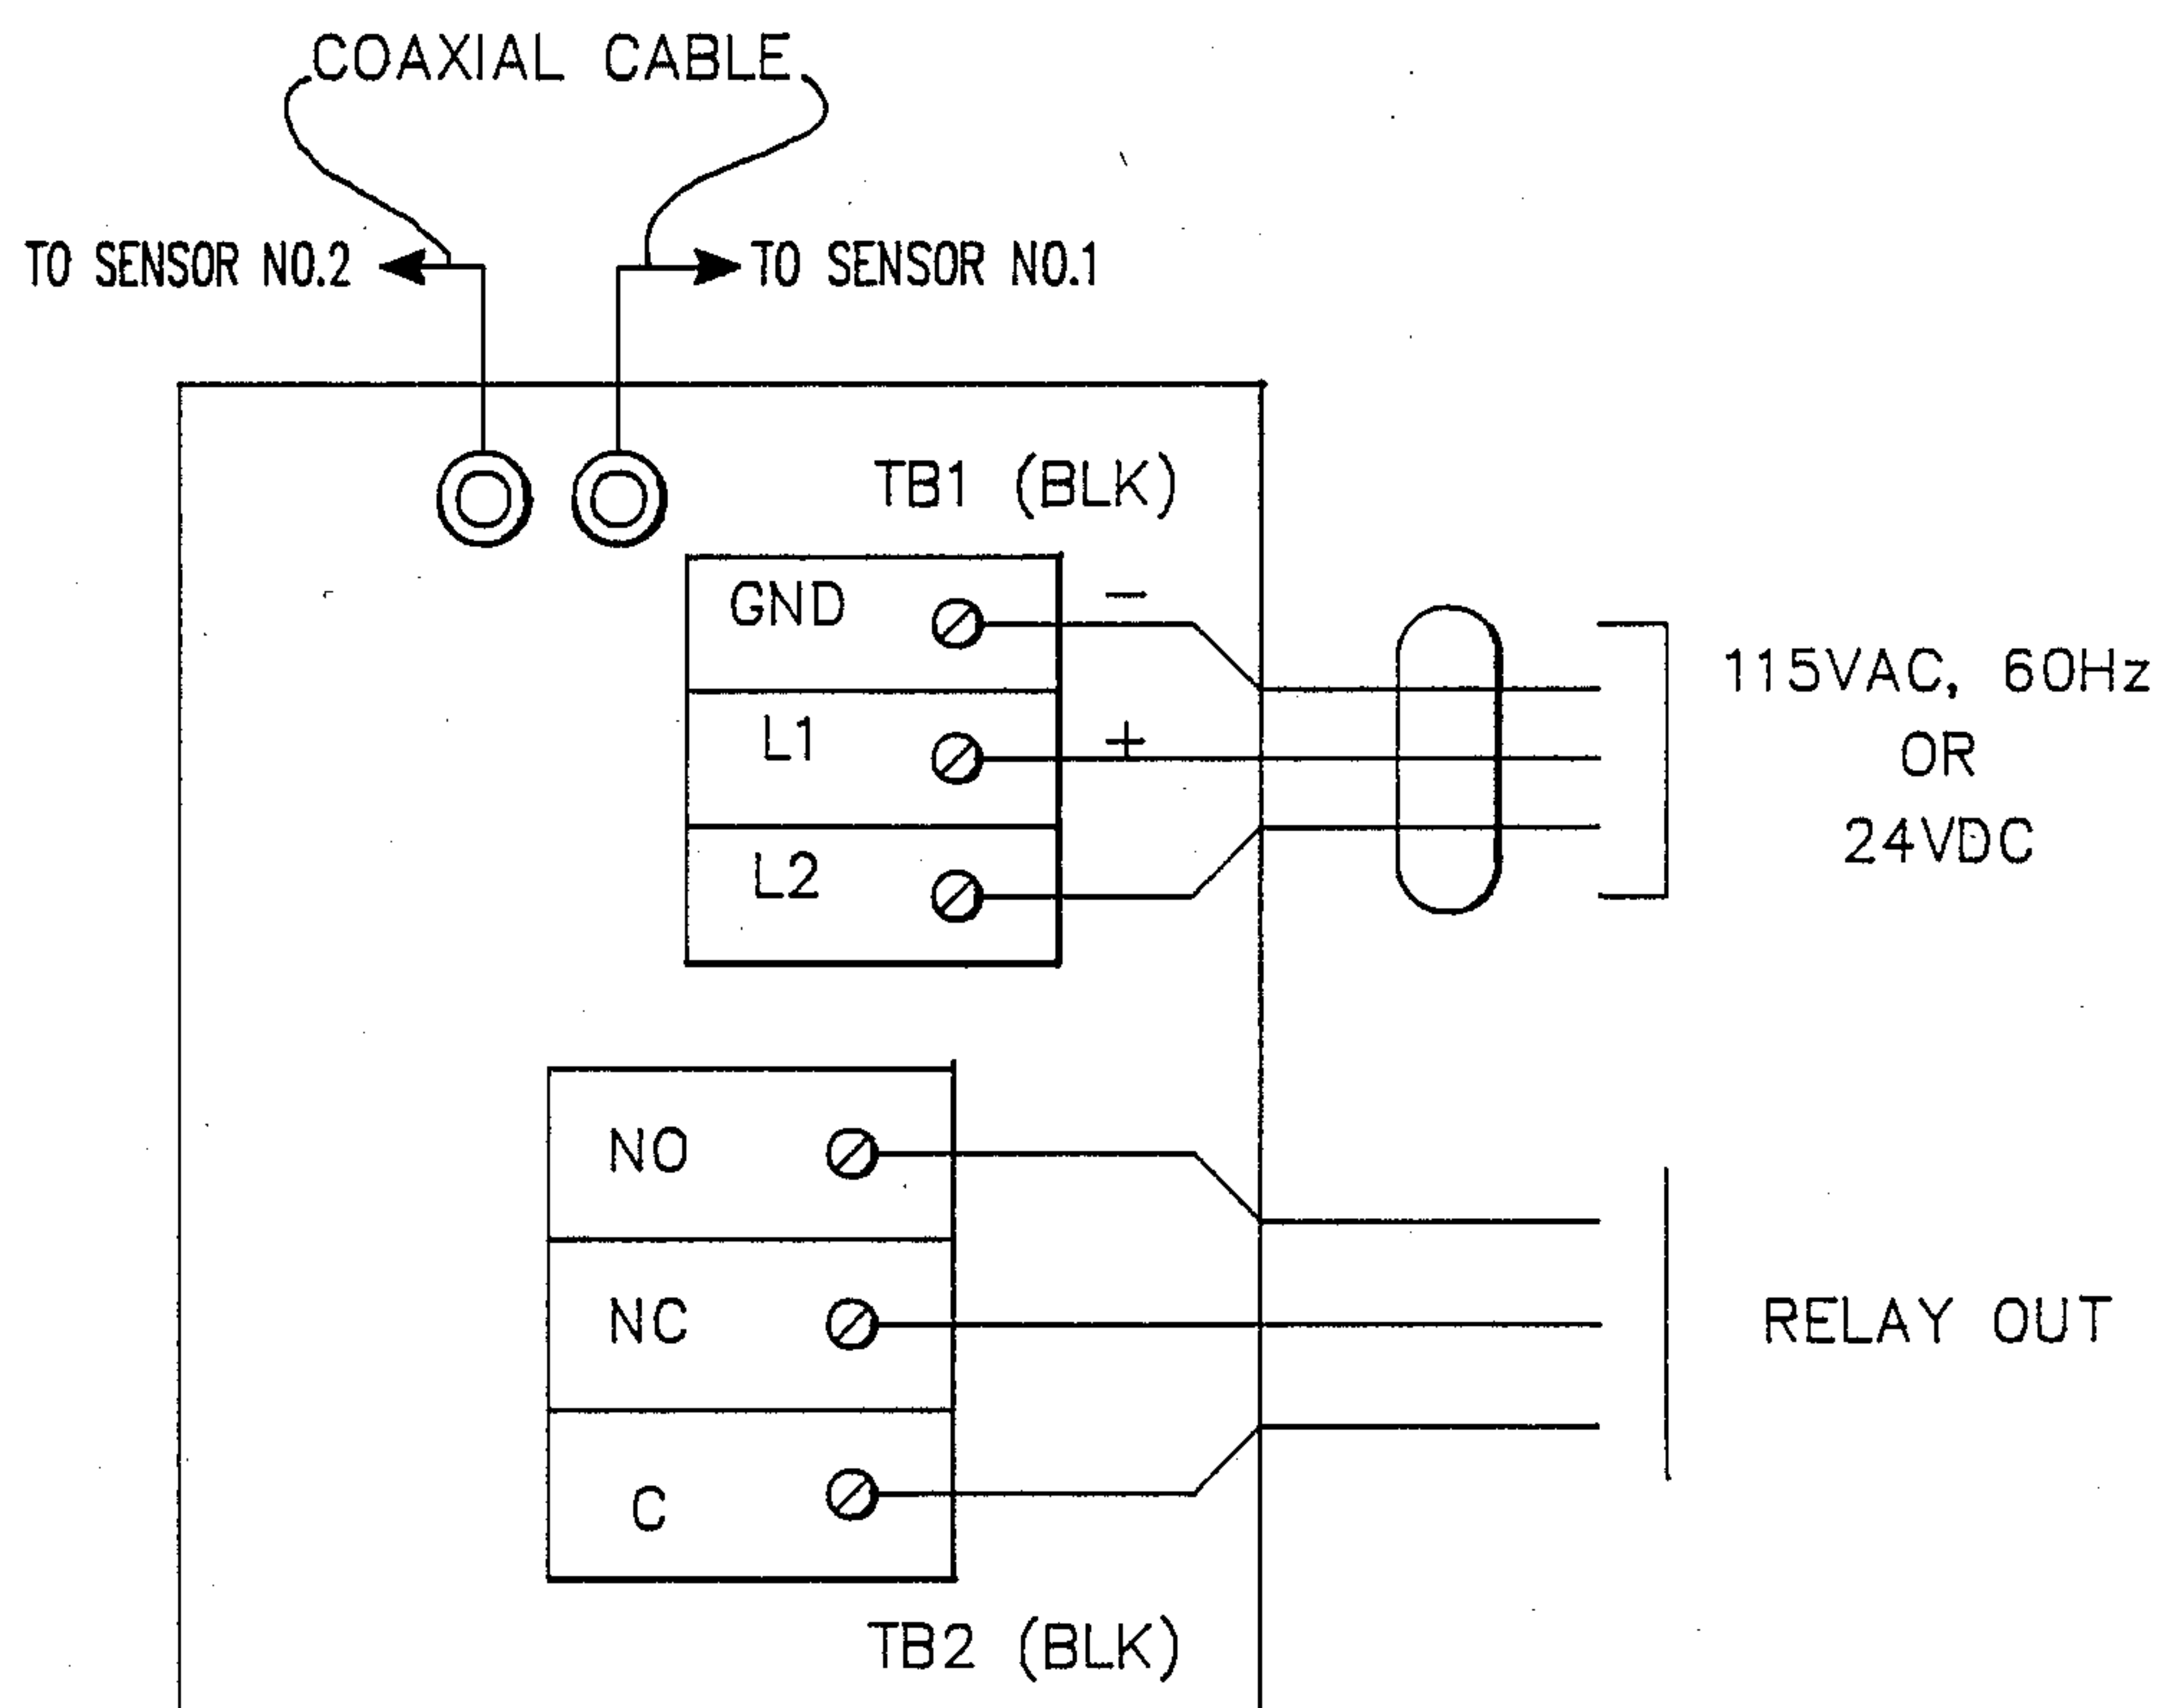 COAXIAL CABLE
TO SENSOR NO.2
TO SENSOR NO.1
TB1 (BLK)
GND
-
L1
+
L2
115VAC, 60Hz
OR
24VDC
NO
NC
C
RELAY OUT
TB2 (BLK)